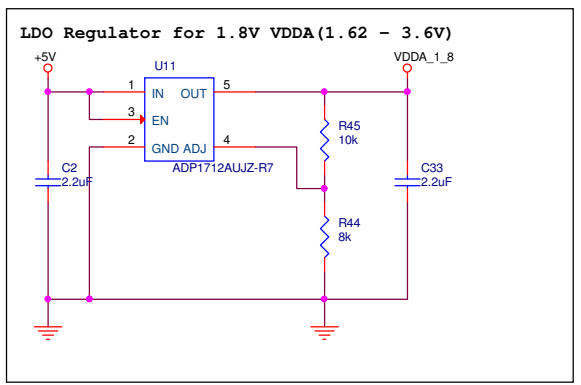 LDO Regulator for 1.8V VDDA(1.62 - 3.6V)
+5V
VDDA_1_8
U11
1 IN OUT 5
3 EN
2 GND ADJ 4
ADP1712AUJZ-R7
R45
10k
C2
2.2uF
C33
2.2uF
R44
8k